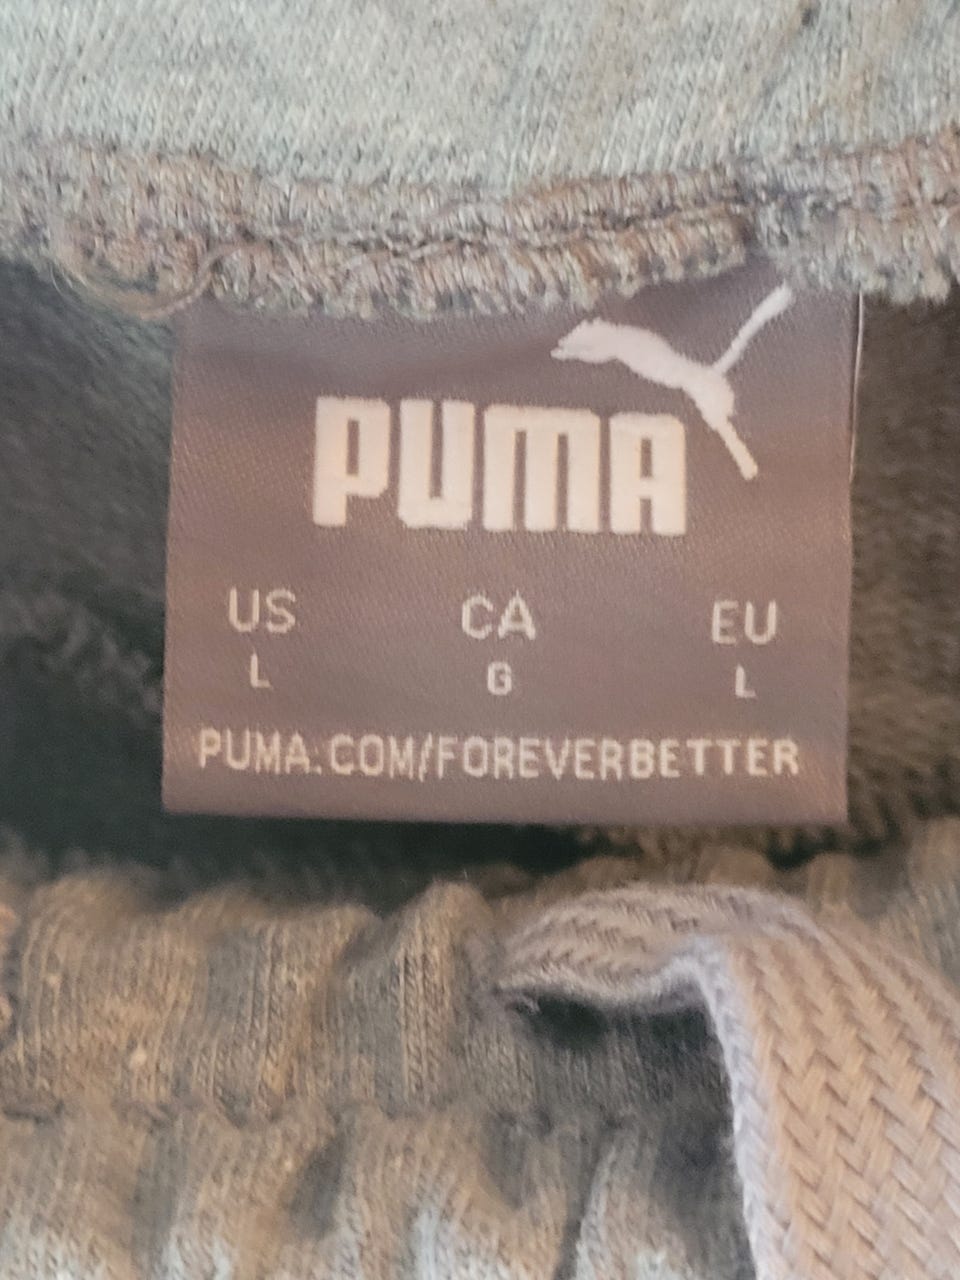 PUMA
US CA EU
L G L
PUMA.COM/FOREVERBETTER